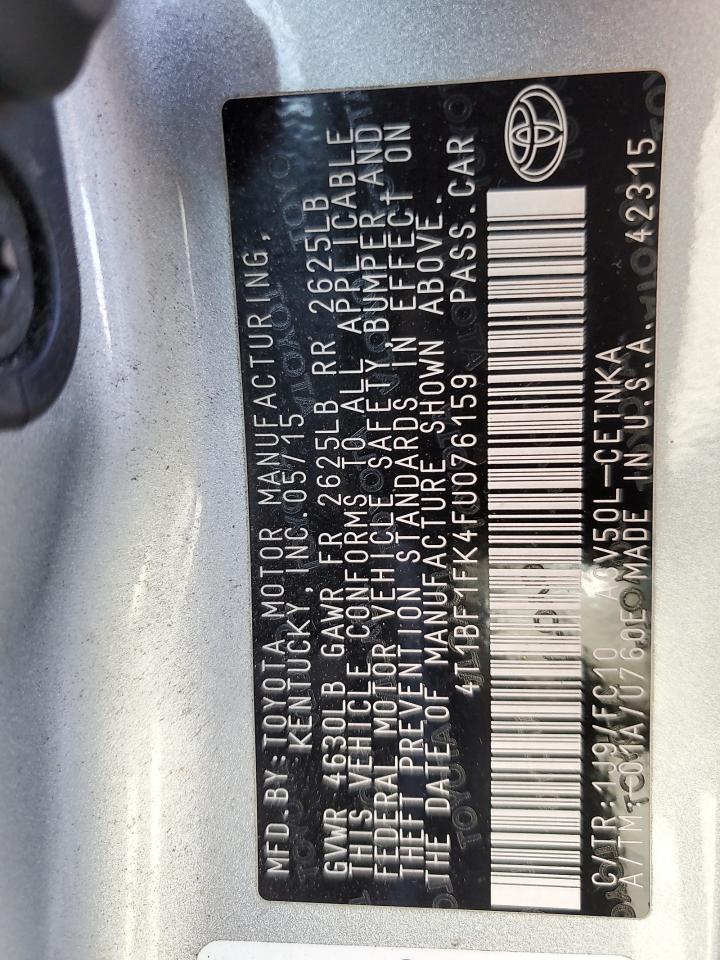 MFD.BY:TOYOTA MOTOR MANUFACTURING,
KENTUCKY, INC.05/15
GVWR 4630LB GAWR FR 2625LB RR 2625LB
THIS VEHICLE CONFORMS TO ALL APPLICABLE
FEDERAL MOTOR VEHICLE SAFETY,BUMPER,AND
THEFT PREVENTION STANDARDS IN EFFECT ON
THE DATE OF MANUFACTURE SHOWN ABOVE.
4T1BF1FK4FU076159 PASS.CAR
C/TR:1J9/FC10 ASV50L-CETNKA 42315
A/TM:-01A/U760E MADE IN U.S.A.